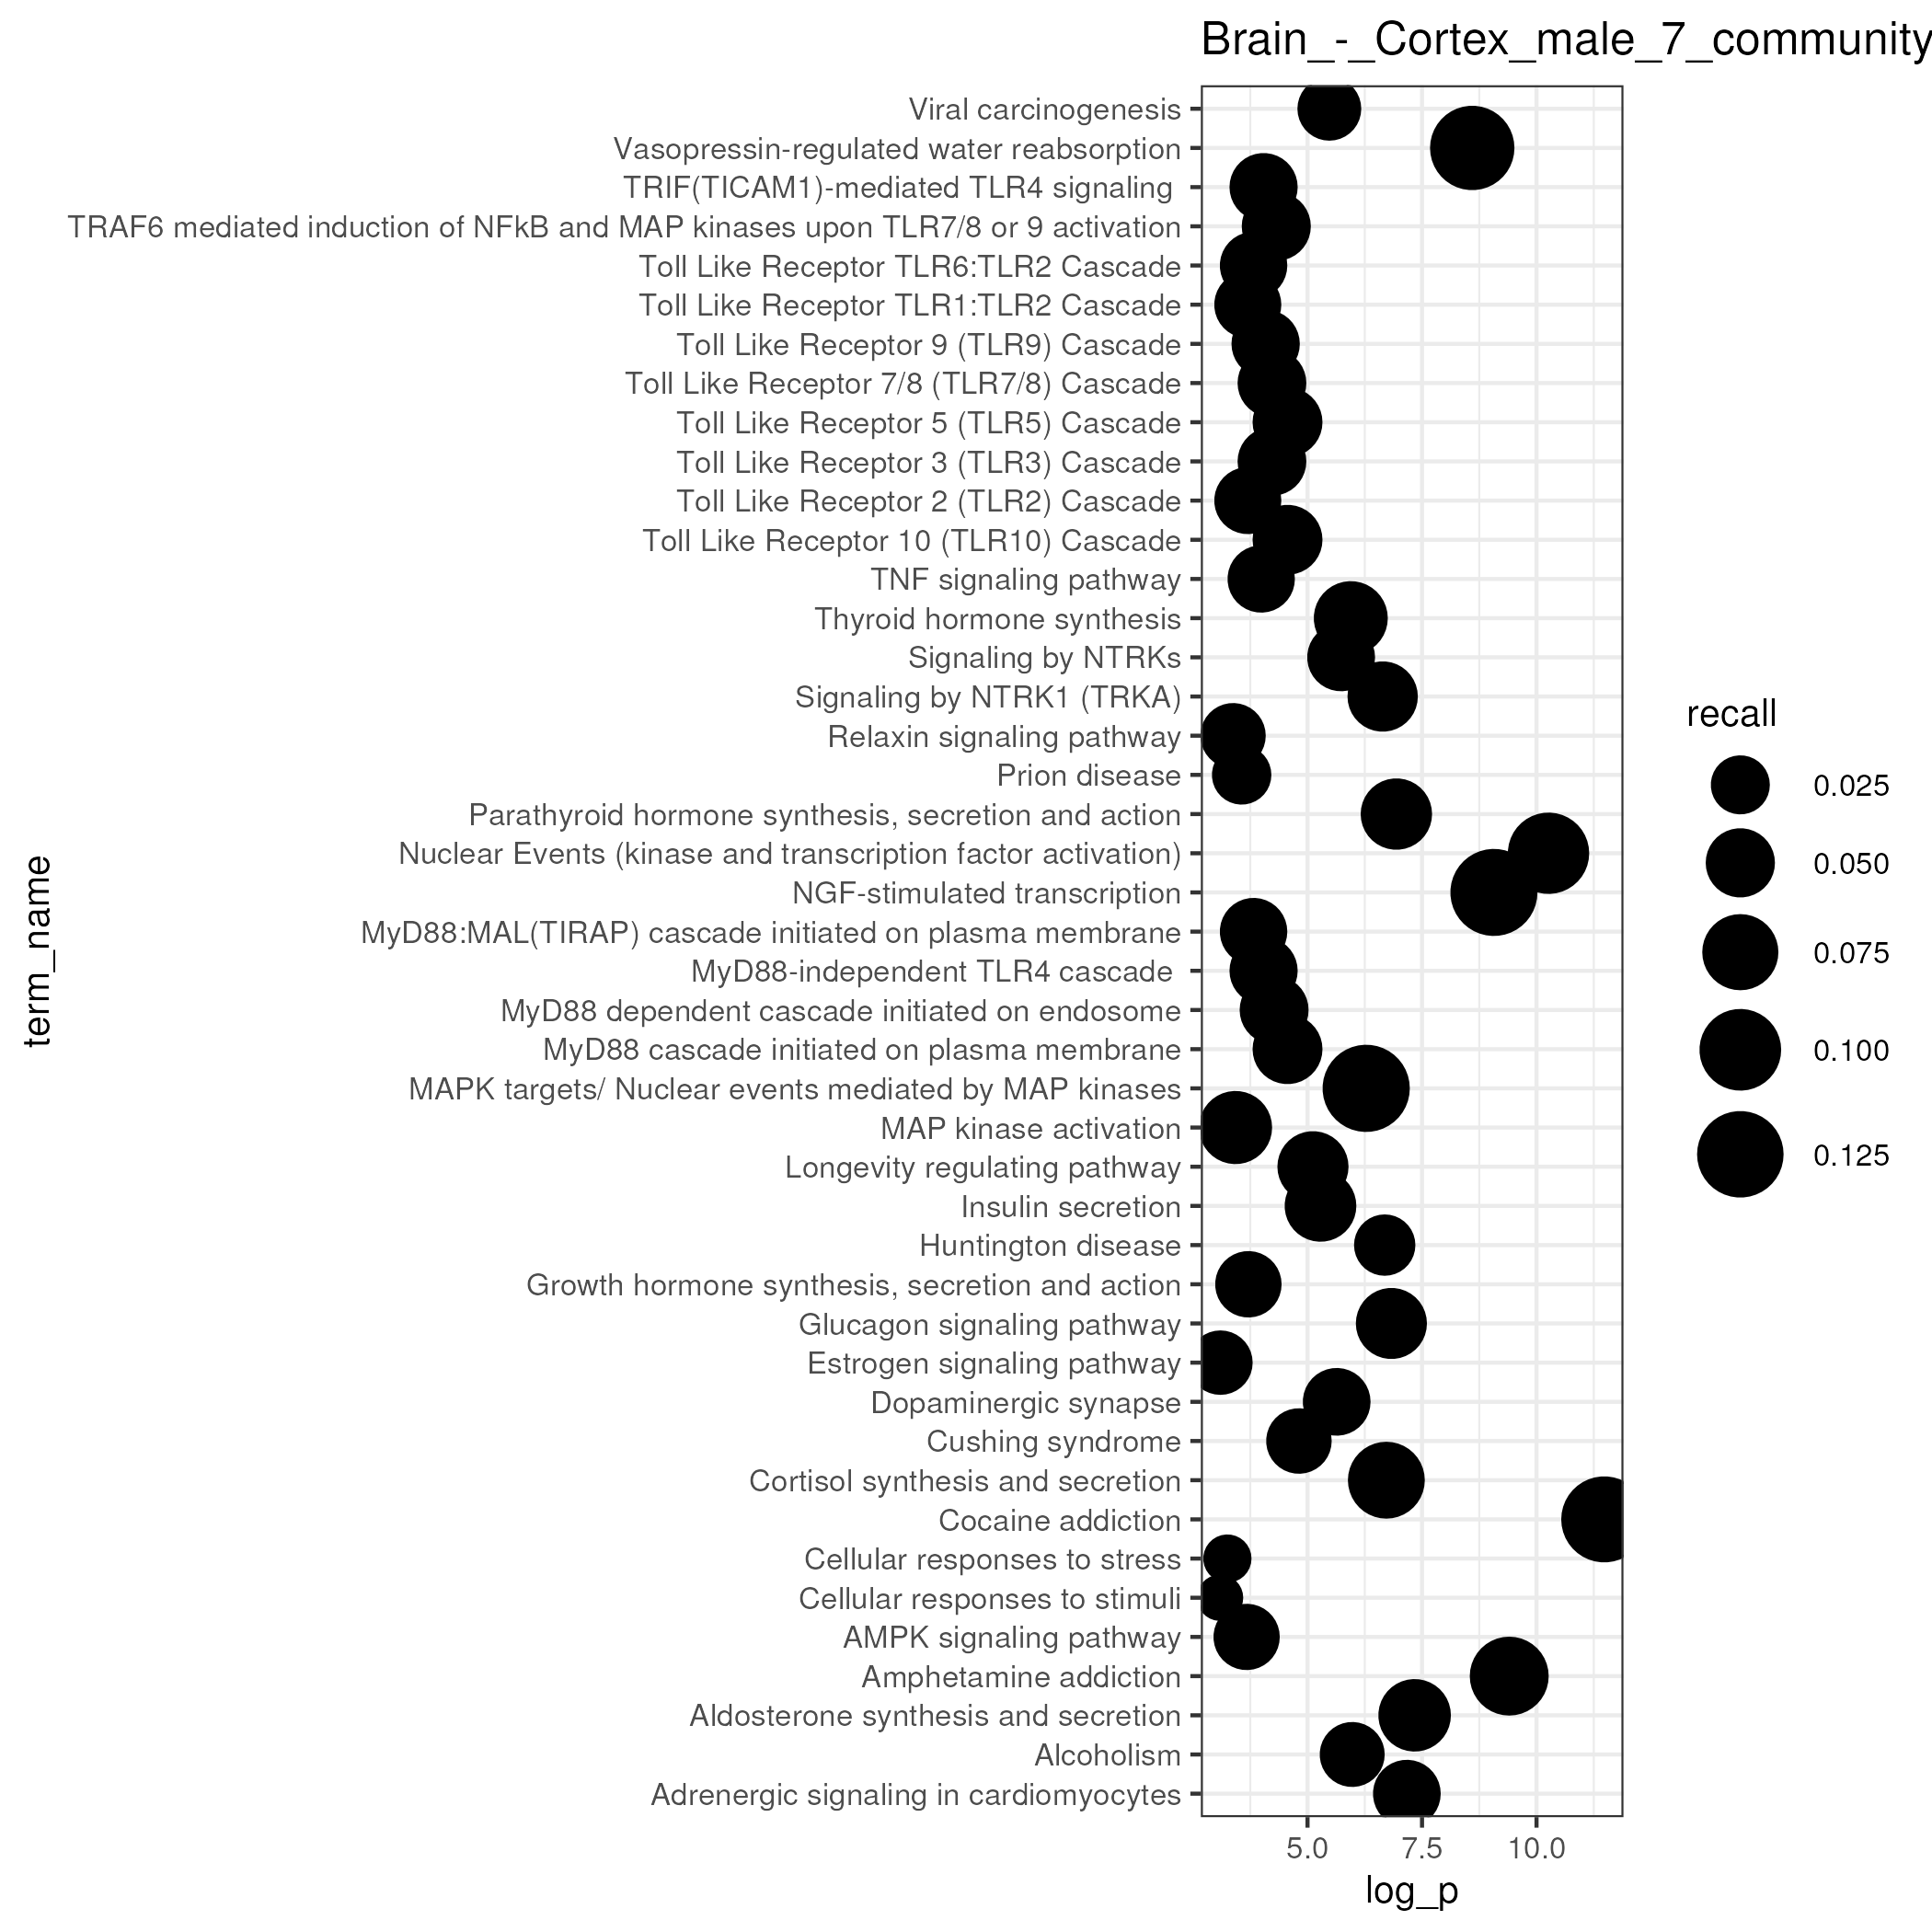 Brain_-_Cortex_male_7_community
Viral carcinogenesis
Vasopressin-regulated water reabsorption
TRIF(TICAM1)-mediated TLR4 signaling
TRAF6 mediated induction of NFkB and MAP kinases upon TLR7/8 or 9 activation
Toll Like Receptor TLR6:TLR2 Cascade
Toll Like Receptor TLR1:TLR2 Cascade
Toll Like Receptor 9 (TLR9) Cascade
Toll Like Receptor 7/8 (TLR7/8) Cascade
Toll Like Receptor 5 (TLR5) Cascade
Toll Like Receptor 3 (TLR3) Cascade
Toll Like Receptor 2 (TLR2) Cascade
Toll Like Receptor 10 (TLR10) Cascade
TNF signaling pathway
Thyroid hormone synthesis
Signaling by NTRKs
Signaling by NTRK1 (TRKA)
Relaxin signaling pathway
Prion disease
Parathyroid hormone synthesis, secretion and action
Nuclear Events (kinase and transcription factor activation)
NGF-stimulated transcription
MyD88:MAL(TIRAP) cascade initiated on plasma membrane
MyD88-independent TLR4 cascade
MyD88 dependent cascade initiated on endosome
MyD88 cascade initiated on plasma membrane
MAPK targets/ Nuclear events mediated by MAP kinases
MAP kinase activation
Longevity regulating pathway
Insulin secretion
Huntington disease
Growth hormone synthesis, secretion and action
Glucagon signaling pathway
Estrogen signaling pathway
Dopaminergic synapse
Cushing syndrome
Cortisol synthesis and secretion
Cocaine addiction
Cellular responses to stress
Cellular responses to stimuli
AMPK signaling pathway
Amphetamine addiction
Aldosterone synthesis and secretion
Alcoholism
Adrenergic signaling in cardiomyocytes
term_name
5.0 7.5 10.0
log_p
recall
0.025
0.050
0.075
0.100
0.125